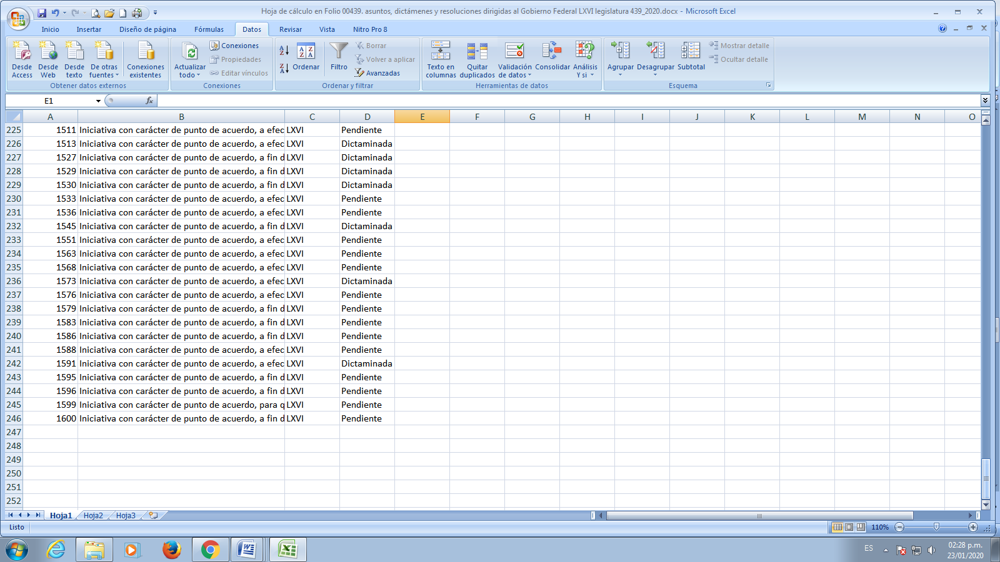 Hoja de cálculo en Folio 00439. asuntos, dictámenes y resoluciones dirigidas al Gobierno Federal LXVI legislatura 439_2020.docx - Microsoft Excel
Inicio Insertar Diseño de página Fórmulas Datos Revisar Vista Nitro Pro 8
Desde Access Desde Web Desde texto De otras fuentes Conexiones existentes
Obtener datos externos
Actualizar todo Conexiones Propiedades Editar vínculos
Conexiones
Ordenar Filtro Borrar Volver a aplicar Avanzadas
Ordenar y filtrar
Texto en columnas Quitar duplicados Validación de datos Consolidar Análisis Y si
Herramientas de datos
Agrupar Desagrupar Subtotal Mostrar detalle Ocultar detalle
Esquema
E1 fx
A B C D E F G H I J K L M N O
225 1511 Iniciativa con carácter de punto de acuerdo, a efec LXVI Pendiente
226 1513 Iniciativa con carácter de punto de acuerdo, a efec LXVI Dictaminada
227 1527 Iniciativa con carácter de punto de acuerdo, a fin d LXVI Dictaminada
228 1529 Iniciativa con carácter de punto de acuerdo, a fin d LXVI Dictaminada
229 1530 Iniciativa con carácter de punto de acuerdo, a fin d LXVI Dictaminada
230 1533 Iniciativa con carácter de punto de acuerdo, a efec LXVI Pendiente
231 1536 Iniciativa con carácter de punto de acuerdo, a efec LXVI Pendiente
232 1545 Iniciativa con carácter de punto de acuerdo, a fin d LXVI Dictaminada
233 1551 Iniciativa con carácter de punto de acuerdo, a efec LXVI Pendiente
234 1563 Iniciativa con carácter de punto de acuerdo, a efec LXVI Pendiente
235 1568 Iniciativa con carácter de punto de acuerdo, a efec LXVI Pendiente
236 1573 Iniciativa con carácter de punto de acuerdo, a efec LXVI Dictaminada
237 1576 Iniciativa con carácter de punto de acuerdo, a efec LXVI Pendiente
238 1579 Iniciativa con carácter de punto de acuerdo, a fin d LXVI Pendiente
239 1583 Iniciativa con carácter de punto de acuerdo, a fin d LXVI Pendiente
240 1586 Iniciativa con carácter de punto de acuerdo, a fin d LXVI Pendiente
241 1588 Iniciativa con carácter de punto de acuerdo, a efec LXVI Pendiente
242 1591 Iniciativa con carácter de punto de acuerdo, a efec LXVI Dictaminada
243 1595 Iniciativa con carácter de punto de acuerdo, a fin d LXVI Pendiente
244 1596 Iniciativa con carácter de punto de acuerdo, a fin d LXVI Pendiente
245 1599 Iniciativa con carácter de punto de acuerdo, para q LXVI Pendiente
246 1600 Iniciativa con carácter de punto de acuerdo, a fin d LXVI Pendiente
247
248
249
250
251
252
Hoja1 Hoja2 Hoja3
Listo 110%
ES 02:28 p.m.
23/01/2020